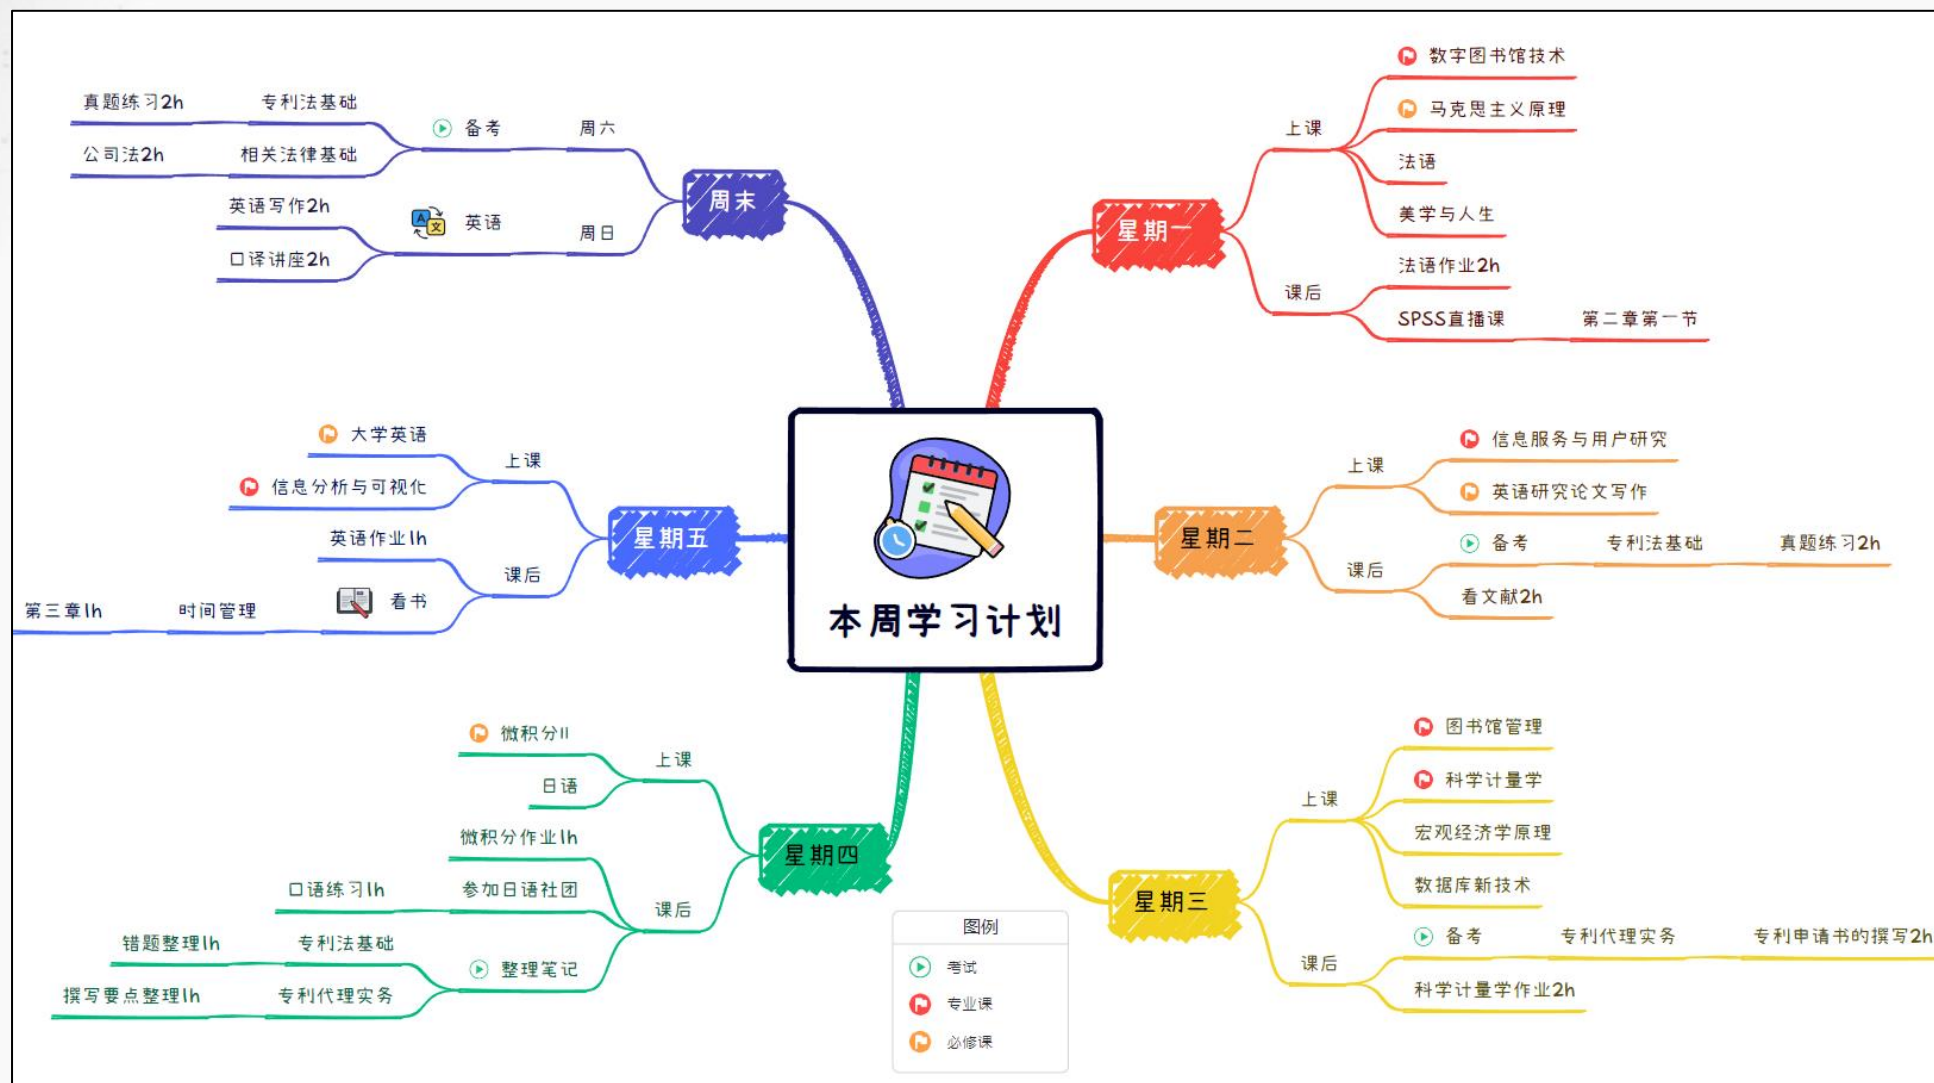 本周学习计划
星期一
上课
数字图书馆技术
马克思主义原理
法语
美学与人生
课后
法语作业2h
SPSS直播课
第二章第一节
星期二
上课
信息服务与用户研究
英语研究论文写作
课后
备考
专利法基础
真题练习2h
看文献2h
星期三
上课
图书馆管理
科学计量学
宏观经济学原理
数据库新技术
课后
备考
专利代理实务
专利申请书的撰写2h
科学计量学作业2h
星期四
上课
微积分II
日语
课后
微积分作业1h
参加日语社团
口语练习1h
整理笔记
专利法基础
错题整理1h
专利代理实务
撰写要点整理1h
星期五
上课
大学英语
信息分析与可视化
课后
英语作业1h
看书
时间管理
第三章1h
周末
周六
备考
专利法基础
真题练习2h
相关法律基础
公司法2h
周日
英语
A
文
英语写作2h
口译讲座2h
图例
考试
专业课
必修课